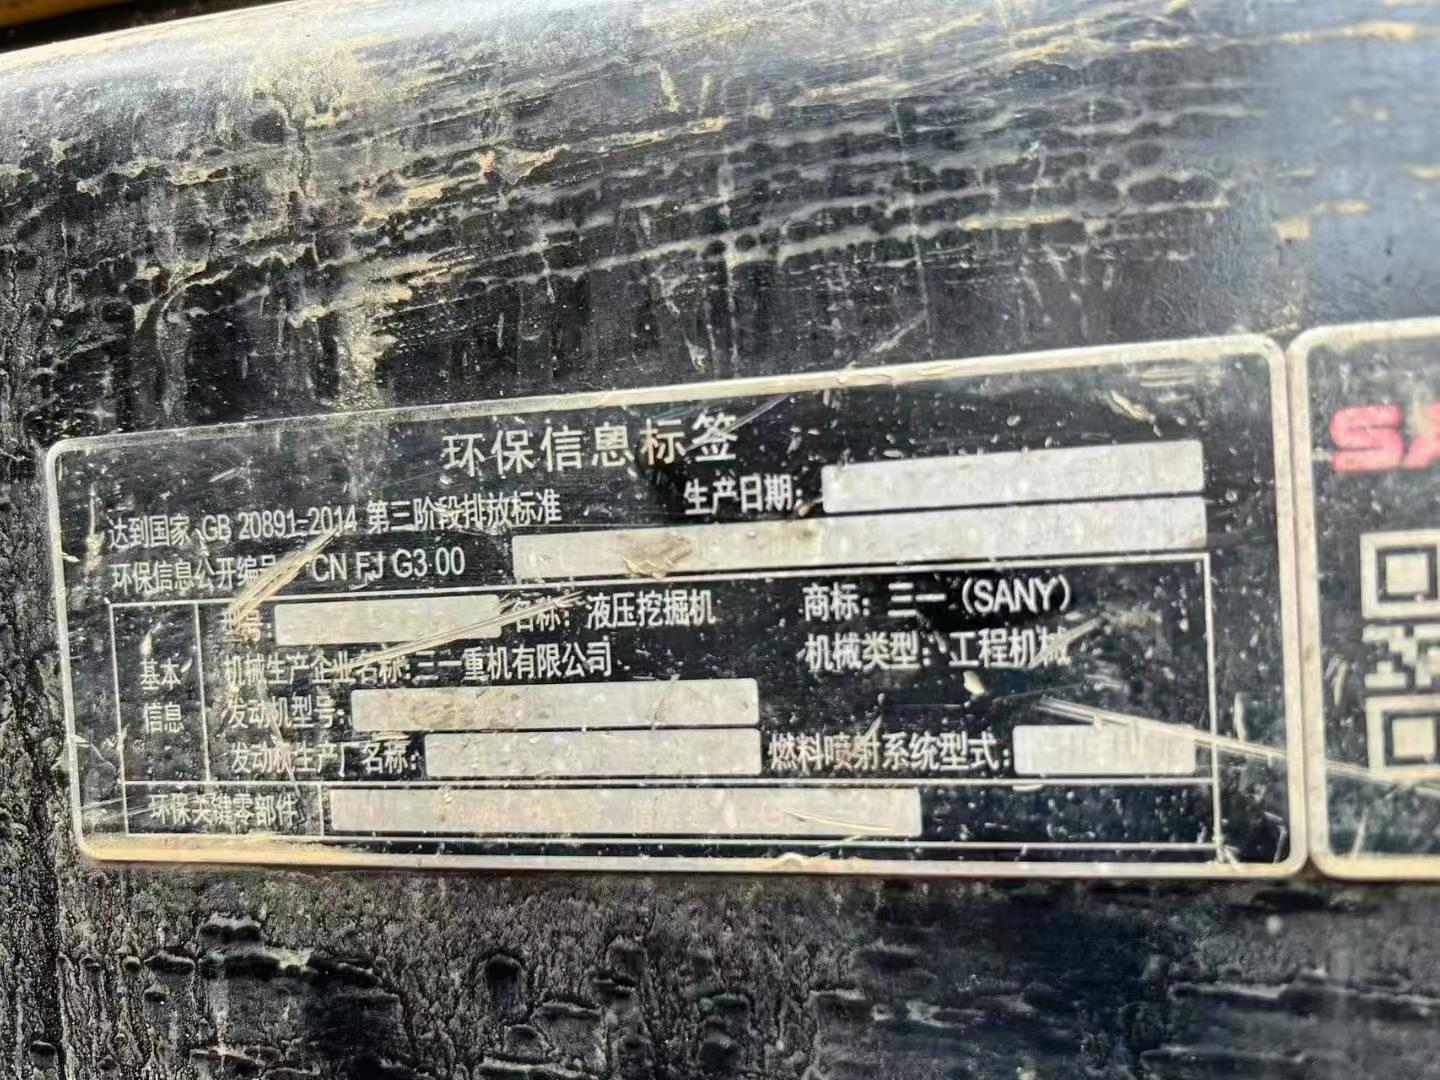 环保信息标签
生产日期：
达到国家 GB 20891-2014 第三阶段排放标准
环保信息公开编号 CN FJ G3 00
型号 名称：液压挖掘机 商标：三一（SANY）
基本 机械生产企业名称：三一重机有限公司 机械类型：工程机械
信息 发动机型号：
发动机生产厂名称： 燃料喷射系统型式：
环保关键零部件
SA